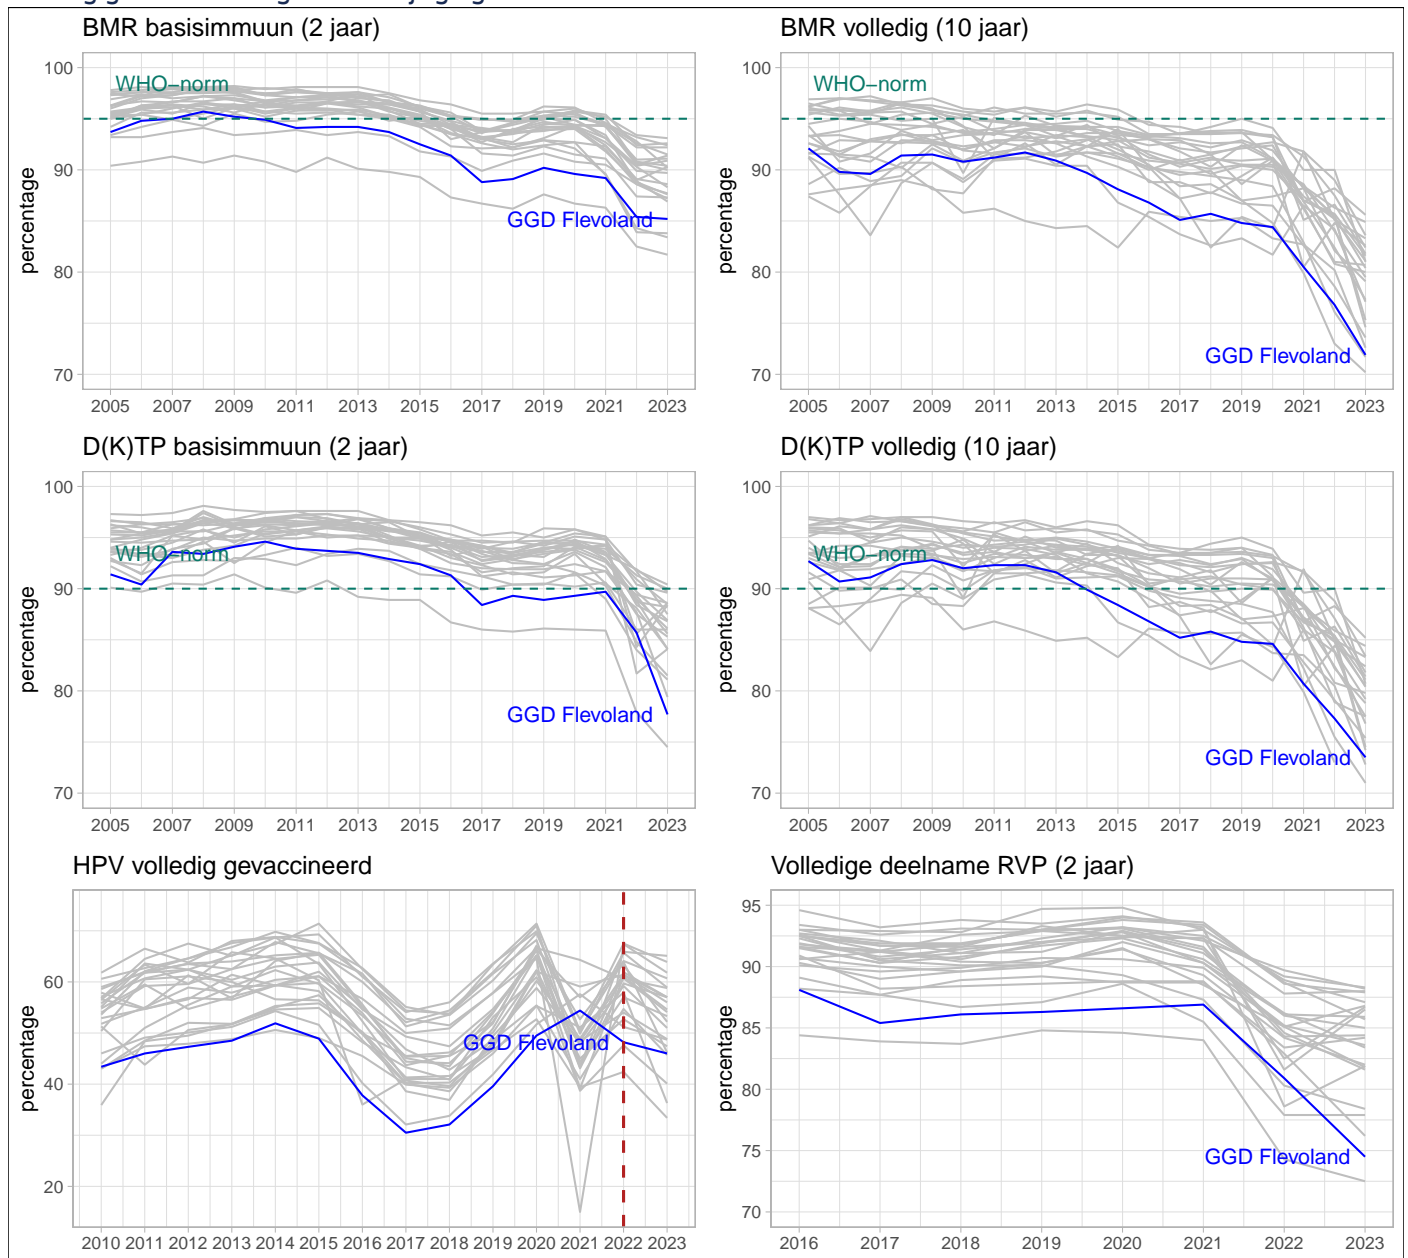 BMR basisimmuun (2 jaar)
percentage
100
90
80
70
WHO−norm
GGD Flevoland
2005 2007 2009 2011 2013 2015 2017 2019 2021 2023
BMR volledig (10 jaar)
percentage
100
90
80
70
WHO−norm
GGD Flevoland
2005 2007 2009 2011 2013 2015 2017 2019 2021 2023
D(K)TP basisimmuun (2 jaar)
percentage
100
90
80
70
WHO−norm
GGD Flevoland
2005 2007 2009 2011 2013 2015 2017 2019 2021 2023
D(K)TP volledig (10 jaar)
percentage
100
90
80
70
WHO−norm
GGD Flevoland
2005 2007 2009 2011 2013 2015 2017 2019 2021 2023
HPV volledig gevaccineerd
percentage
60
40
20
GGD Flevoland
2010 2011 2012 2013 2014 2015 2016 2017 2018 2019 2020 2021 2022 2023
Volledige deelname RVP (2 jaar)
percentage
95
90
85
80
75
70
GGD Flevoland
2016 2017 2018 2019 2020 2021 2022 2023